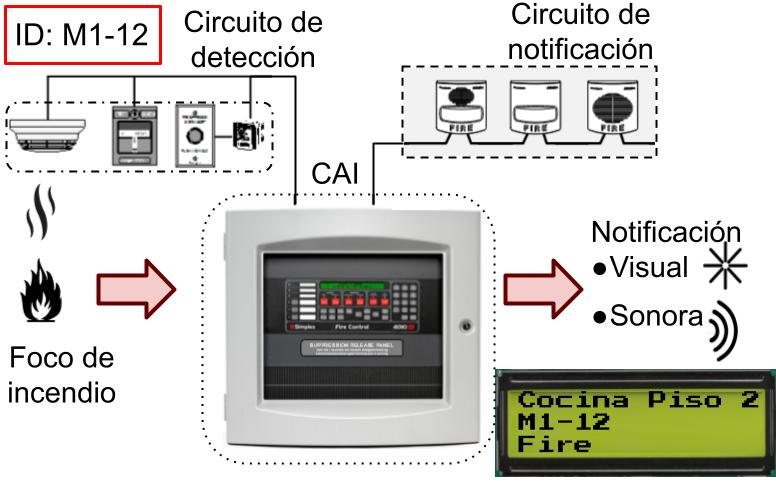 ID: M1-12
Circuito de
detección
Circuito de
notificación
FIRE
FIRE
FIRE
CAI
Simplex
Fire Control
4010
SUPPRESSION RELEASE PANEL
Foco de
incendio
Notificación
●Visual
●Sonora
Cocina Piso 2
M1-12
Fire